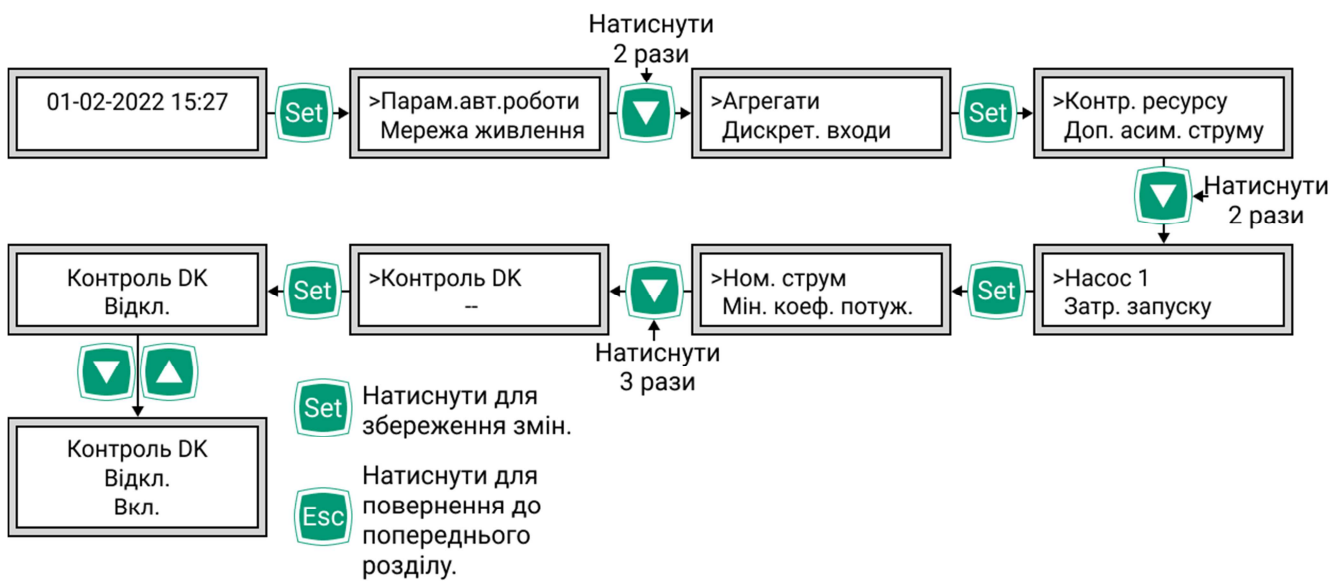 Натиснути
2 рази
01-02-2022 15:27
Set
>Парам.авт.роботи
Мережа живлення
>Агрегати
Дискрет. входи
Set
>Контр. ресурсу
Доп. асим. струму
Натиснути
2 рази
>Насос 1
Затр. запуску
Set
>Ном. струм
Мін. коеф. потуж.
Натиснути
3 рази
>Контроль DK
--
Set
Контроль DK
Відкл.
Контроль DK
Відкл.
Вкл.
Set
Натиснути для
збереження змін.
Esc
Натиснути для
повернення до
попереднього
розділу.